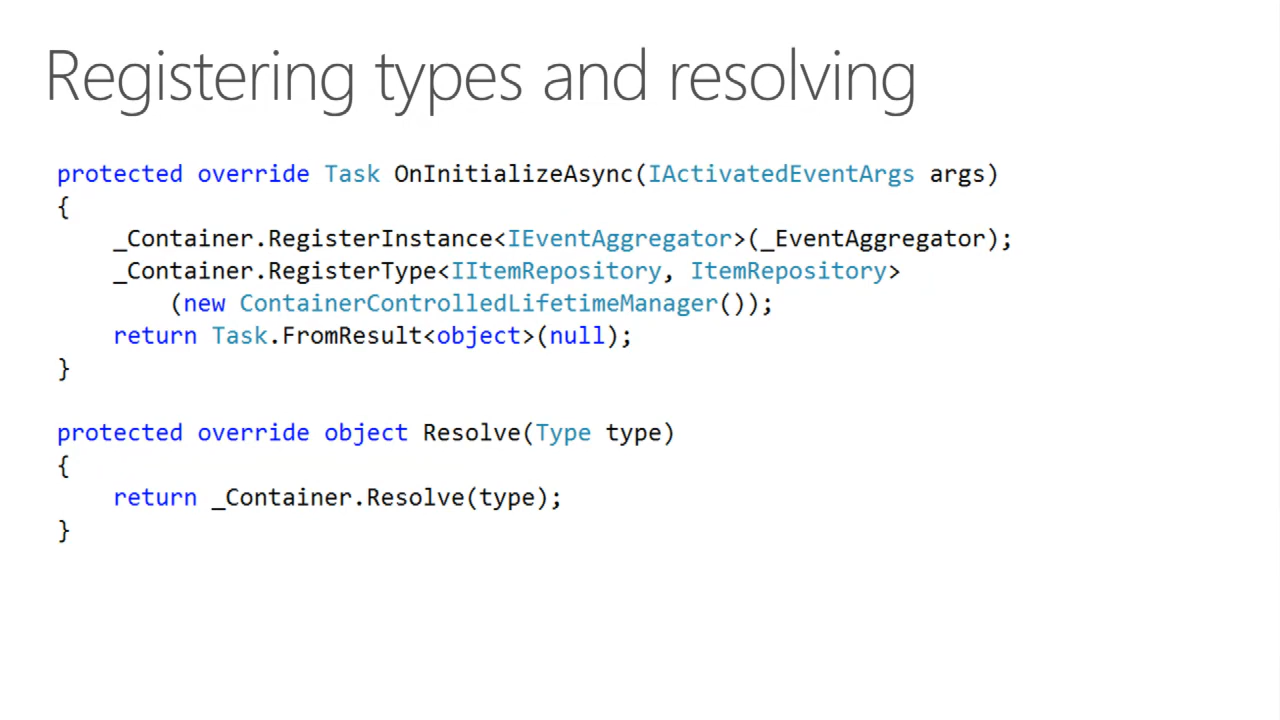 Registering types and resolving
protected override Task OnInitializeAsync(IActivatedEventArgs args)
{
    _Container.RegisterInstance<IEventAggregator>(_EventAggregator);
    _Container.RegisterType<IItemRepository, ItemRepository>
        (new ContainerControlledLifetimeManager());
    return Task.FromResult<object>(null);
}
protected override object Resolve(Type type)
{
    return _Container.Resolve(type);
}